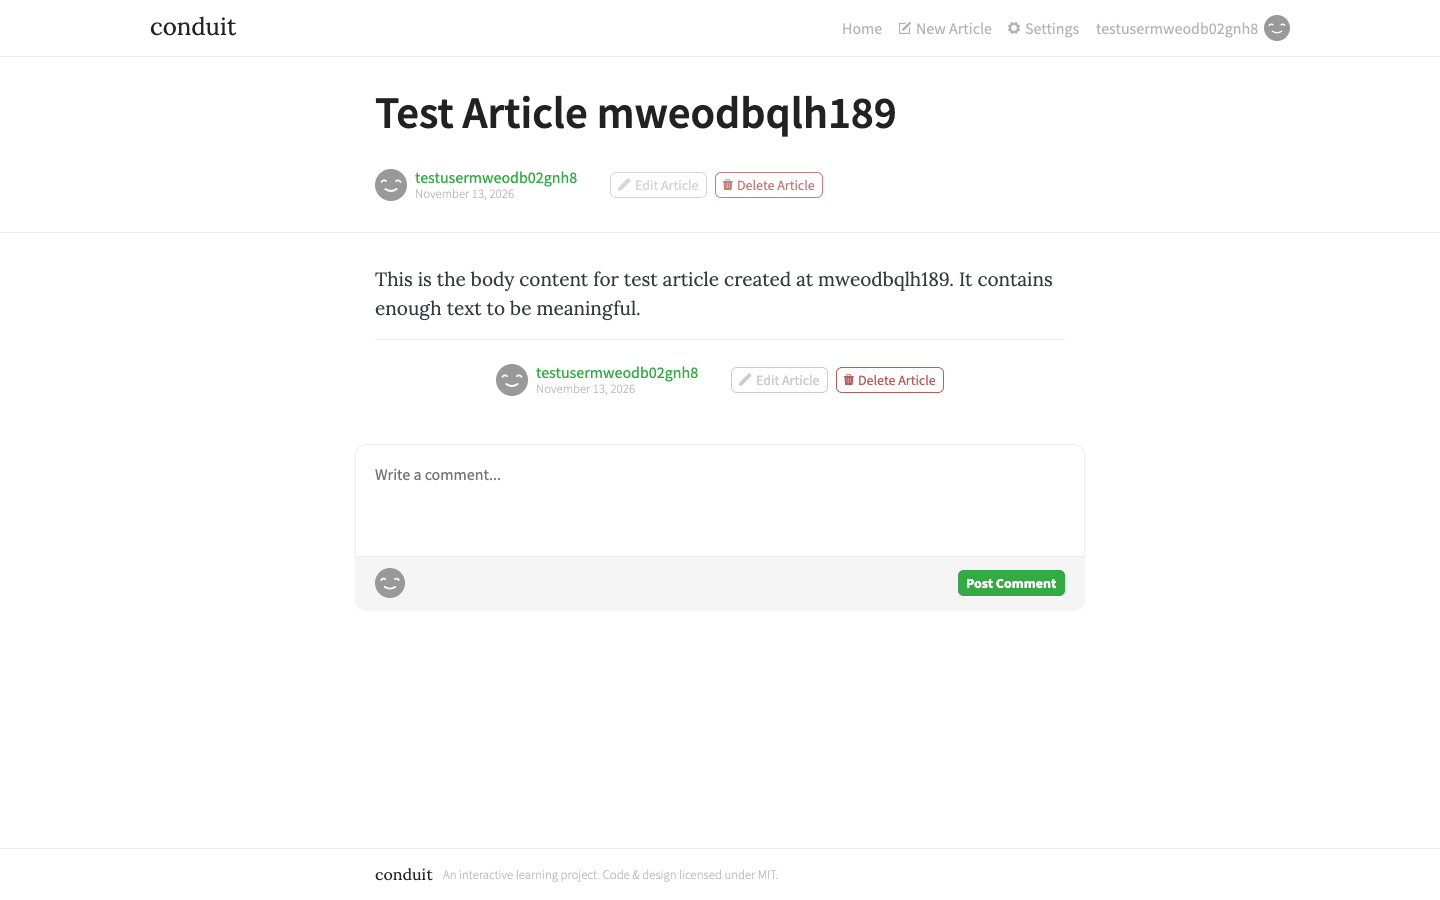 conduit
Home New Article Settings testusermweodb02gnh8
Test Article mweodbqlh189
testusermweodb02gnh8
November 13, 2026
Edit Article Delete Article
This is the body content for test article created at mweodbqlh189. It contains
enough text to be meaningful.
testusermweodb02gnh8
November 13, 2026
Edit Article Delete Article
Write a comment...
Post Comment
conduit An interactive learning project. Code & design licensed under MIT.